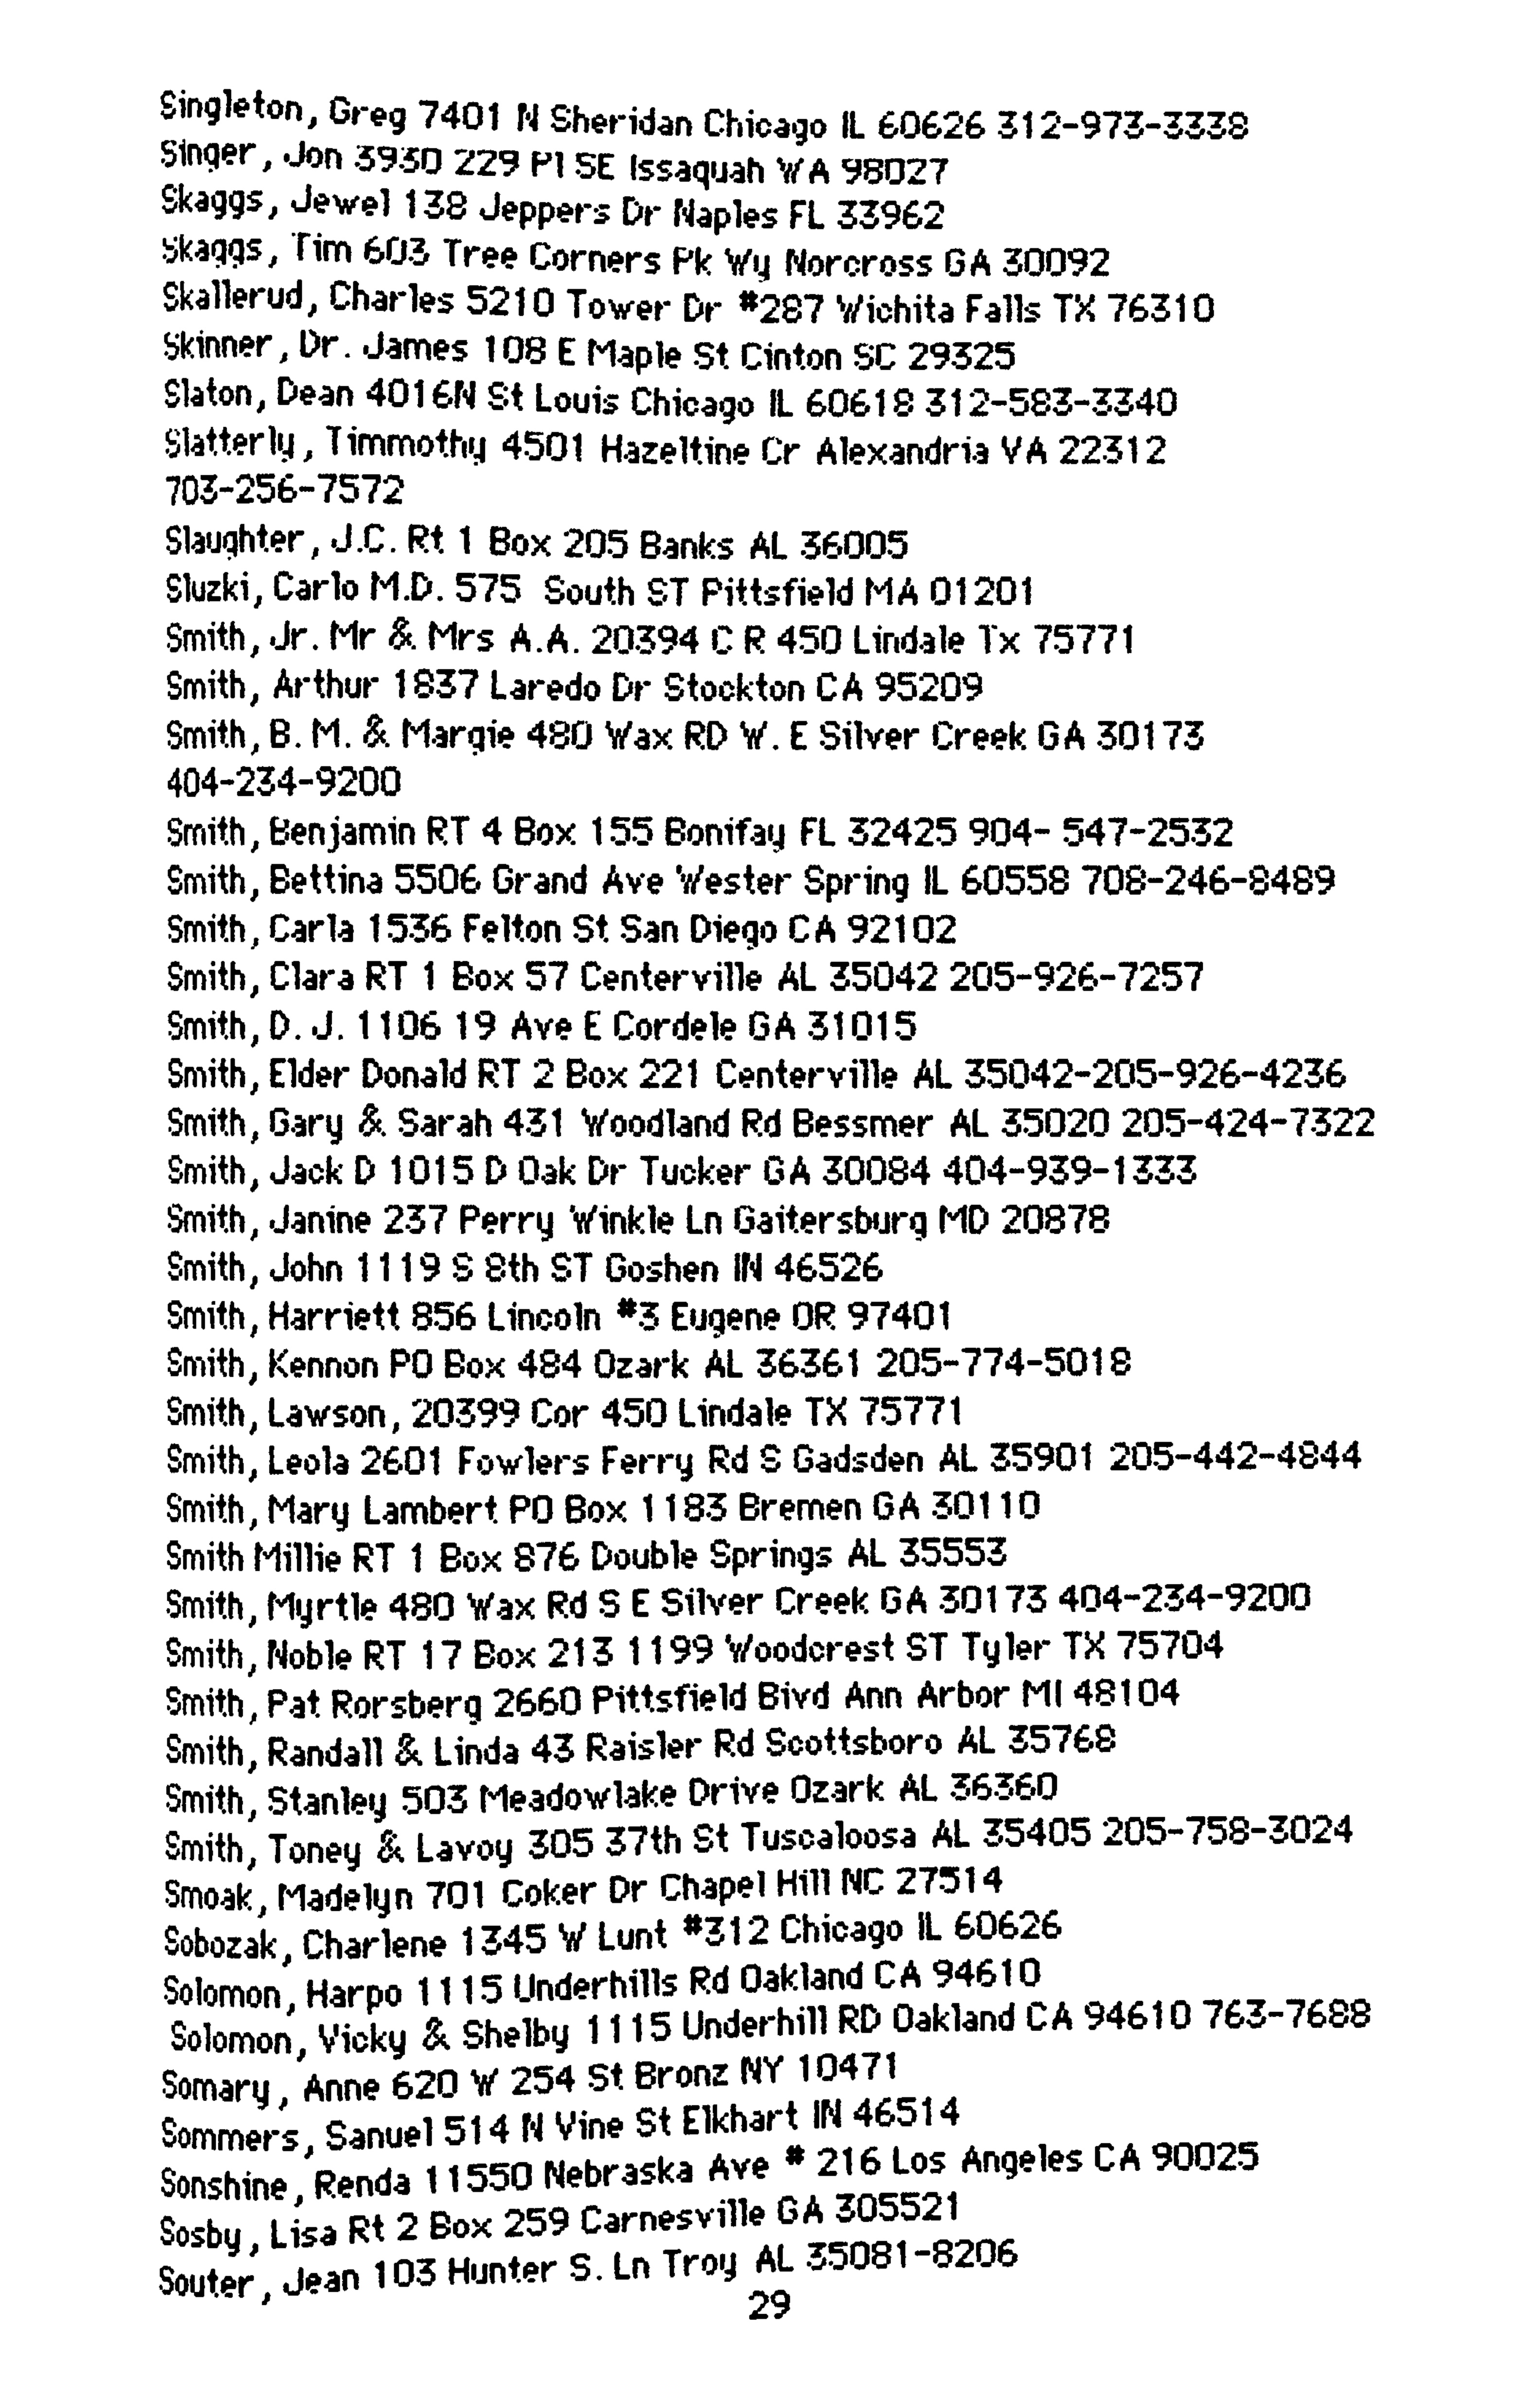 Singleton, Greg 7401 N Sheridan Chicago IL 60626 312-973-3338
Singer, Jon 3930 229 Pl SE Issaquah WA 98027
Skaggs, Jewel 138 Jeppers Dr Naples FL 33962
Skaggs, Tim 603 Tree Corners Pk Wy Norcross GA 30092
Skallerud, Charles 5210 Tower Dr #287 Wichita Falls TX 76310
Skinner, Dr. James 108 E Maple St Cinton SC 29325
Slaton, Dean 4016N St Louis Chicago IL 60618 312-583-3340
Slatterly, Timmothy 4501 Hazeltine Cr Alexandria VA 22312
703-256-7572
Slaughter, J.C. Rt 1 Box 205 Banks AL 36005
Sluzki, Carlo M.D. 575 South ST Pittsfield MA 01201
Smith, Jr. Mr & Mrs A.A. 20394 C R 450 Lindale Tx 75771
Smith, Arthur 1837 Laredo Dr Stockton CA 95209
Smith, B. M. & Margie 480 Wax RD W. E Silver Creek GA 30173
404-234-9200
Smith, Benjamin RT 4 Box 155 Bonifay FL 32425 904- 547-2532
Smith, Bettina 5506 Grand Ave Wester Spring IL 60558 708-246-8489
Smith, Carla 1536 Felton St San Diego CA 92102
Smith, Clara RT 1 Box 57 Centerville AL 35042 205-926-7257
Smith, D. J. 1106 19 Ave E Cordele GA 31015
Smith, Elder Donald RT 2 Box 221 Centerville AL 35042-205-926-4236
Smith, Gary & Sarah 431 Woodland Rd Bessmer AL 35020 205-424-7322
Smith, Jack D 1015 D Oak Dr Tucker GA 30084 404-939-1333
Smith, Janine 237 Perry Winkle Ln Gaitersburg MD 20878
Smith, John 1119 S 8th ST Goshen IN 46526
Smith, Harriett 856 Lincoln #3 Eugene OR 97401
Smith, Kennon PO Box 484 Ozark AL 36361 205-774-5018
Smith, Lawson, 20399 Cor 450 Lindale TX 75771
Smith, Leola 2601 Fowlers Ferry Rd S Gadsden AL 35901 205-442-4844
Smith, Mary Lambert PO Box 1183 Bremen GA 30110
Smith Millie RT 1 Box 876 Double Springs AL 35553
Smith, Myrtle 480 Wax Rd S E Silver Creek GA 30173 404-234-9200
Smith, Noble RT 17 Box 213 1199 Woodcrest ST Tyler TX 75704
Smith, Pat Rorsberg 2660 Pittsfield Bivd Ann Arbor MI 48104
Smith, Randall & Linda 43 Raisler Rd Scottsboro AL 35768
Smith, Stanley 503 Meadowlake Drive Ozark AL 36360
Smith, Toney & Lavoy 305 37th St Tuscaloosa AL 35405 205-758-3024
Smoak, Madelyn 701 Coker Dr Chapel Hill NC 27514
Sobozak, Charlene 1345 W Lunt #312 Chicago IL 60626
Solomon, Harpo 1115 Underhills Rd Oakland CA 94610
Solomon, Vicky & Shelby 1115 Underhill RD Oakland CA 94610 763-7688
Somary, Anne 620 W 254 St Bronz NY 10471
Sommers, Sanuel 514 N Vine St Elkhart IN 46514
Sonshine, Renda 11550 Nebraska Ave # 216 Los Angeles CA 90025
Sosby, Lisa Rt 2 Box 259 Carnesville GA 305521
Souter, Jean 103 Hunter S. Ln Troy AL 35081-8206
29